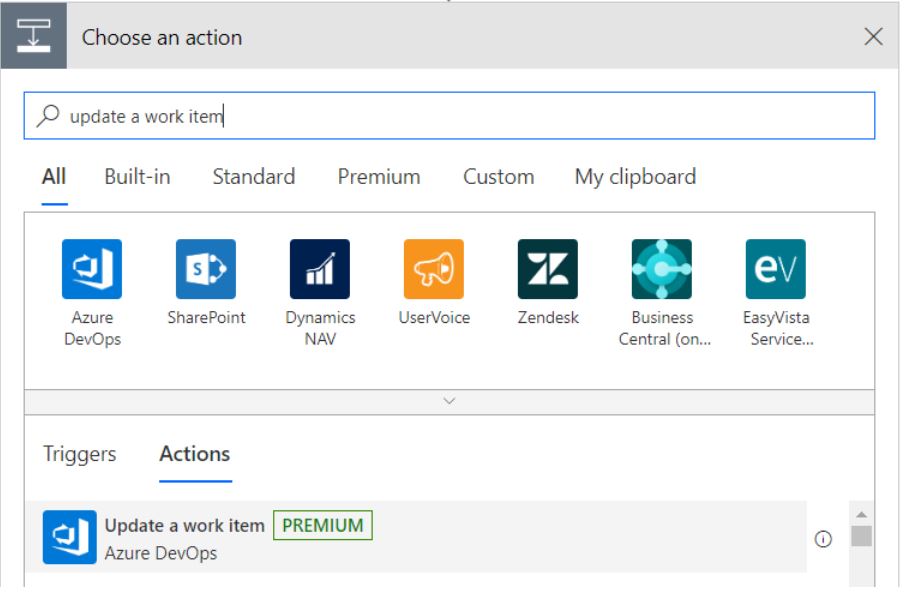 Choose an action
update a work item
All Built-in Standard Premium Custom My clipboard
Azure DevOps
SharePoint
Dynamics NAV
UserVoice
Zendesk
Business Central (on...
EasyVista Service...
Triggers Actions
Update a work item PREMIUM
Azure DevOps